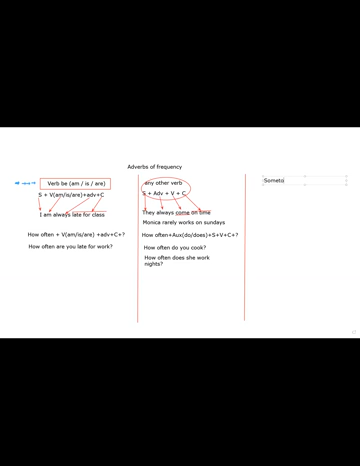 Adverbs of frequency
Verb be (am / is / are)
S + V(am/is/are)+adv+C
I am always late for class
How often + V(am/is/are) +adv+C+?
How often are you late for work?
any other verb
S + Adv + V + C
They always come on time
Monica rarely works on sundays
How often+Aux(do/does)+S+V+C+?
How often do you cook?
How often does she work
nights?
Someto
17